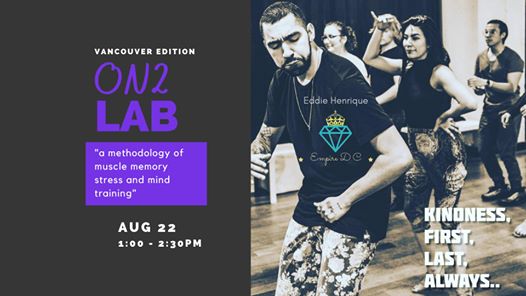 VANCOUVER EDITION
ON2
LAB
"a methodology of
muscle memory
stress and mind
training"
AUG 22
1:00 - 2:30PM
Eddie Henrique
Empire D C
KINDNESS,
FIRST,
LAST,
ALWAYS..